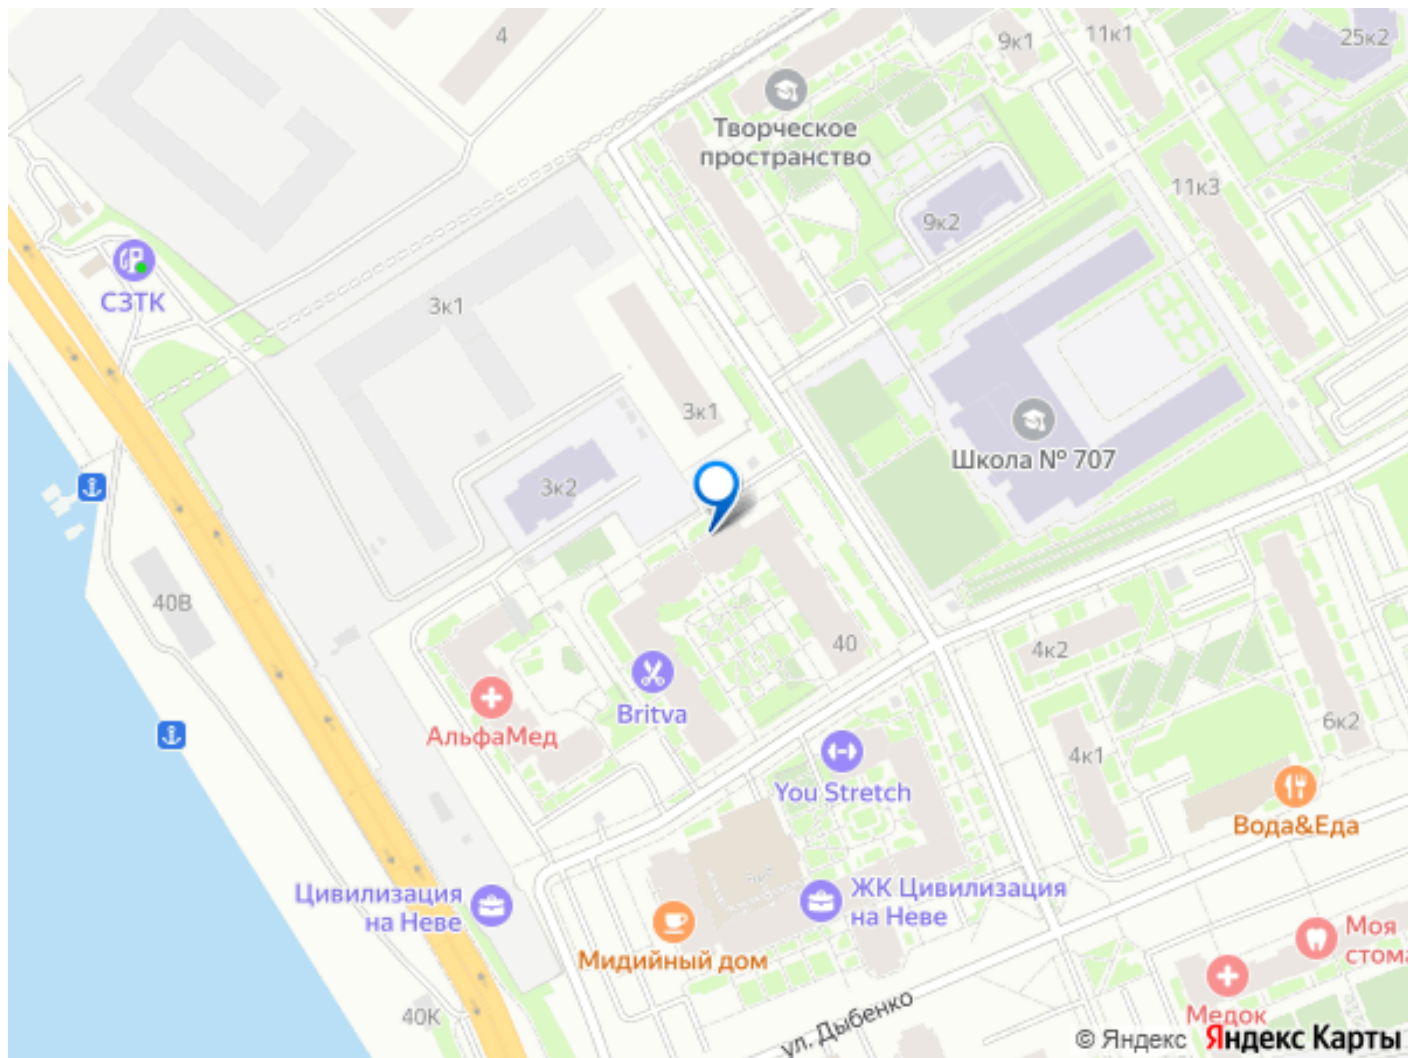 4
9к1
11к1
25к2
Творческое
пространство
11к3
9к2
СЗТК
3к1
3к1
Школа № 707
3к2
40В
40
4к2
Britva
АльфаМед
6к2
4к1
You Stretch
Вода&Еда
Цивилизация
на Неве
ЖК Цивилизация
на Неве
Моя
стома
Мидийный дом
Медок
40К
ул. Дыбенко
© Яндекс Яндекс Карты